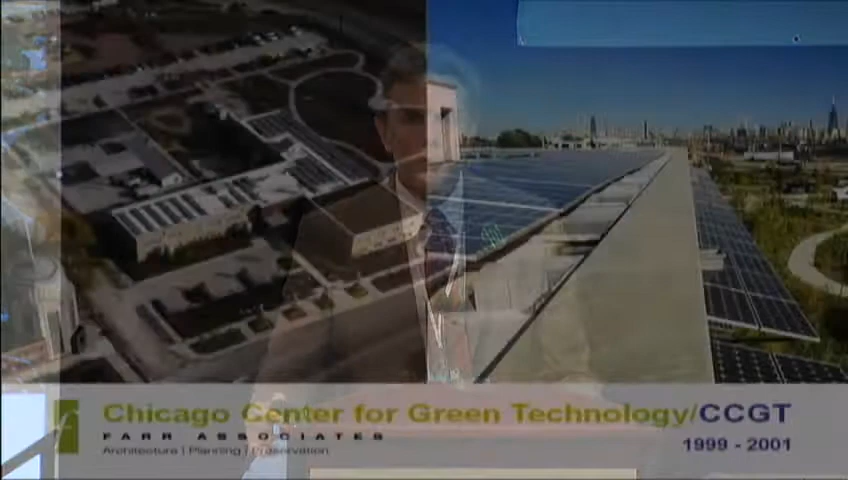 Chicago Center for Green Technology/CCGT
FARR ASSOCIATES
Architecture | Planning | Preservation
1999 - 2001